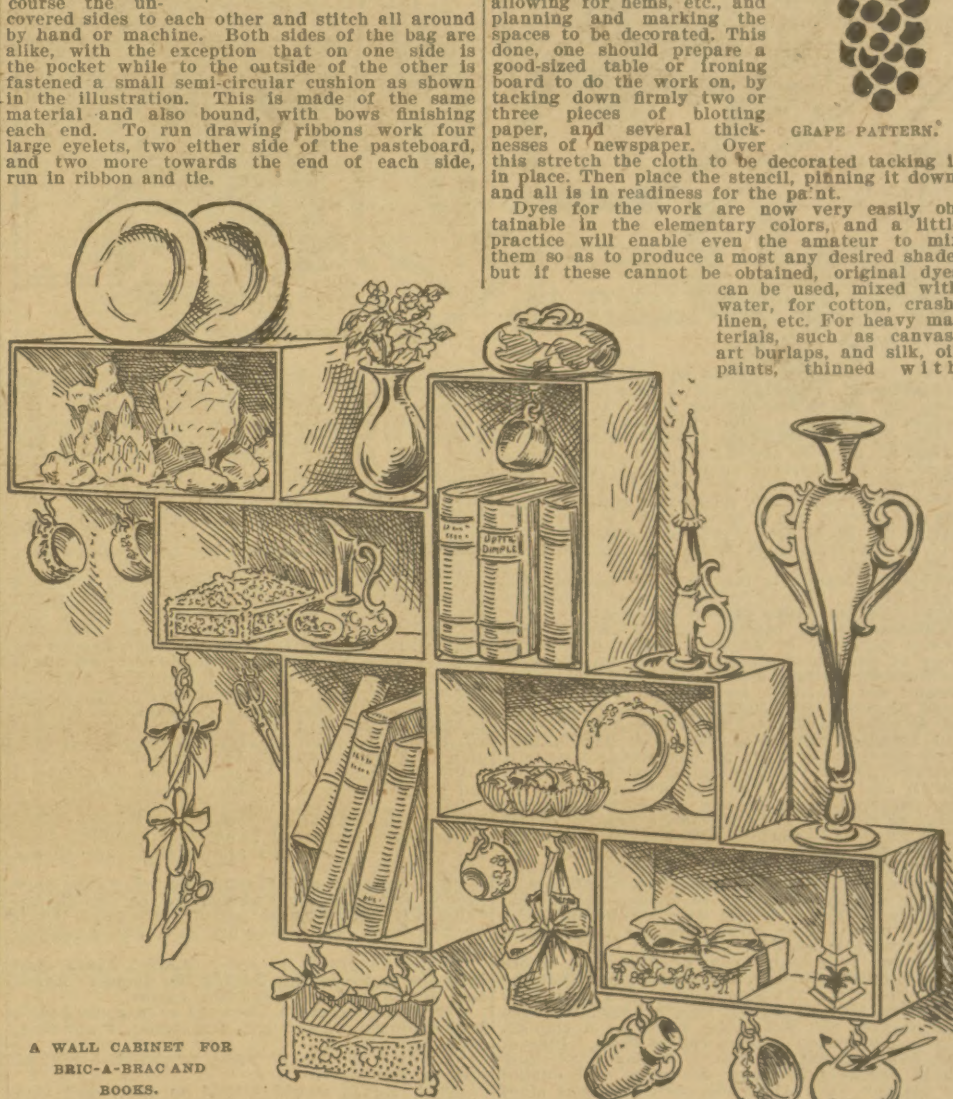 course the un-
covered sides to each other and stitch all around
by hand or machine. Both sides of the bag are
alike, with the exception that on one side is
the pocket while to the outside of the other is
fastened a small semi-circular cushion as shown
in the illustration. This is made of the same
material and also bound, with bows finishing
each end. To run drawing ribbons work four
large eyelets, two either side of the pasteboard,
and two more towards the end of each side,
run in ribbon and tie.
allowing for hems, etc., and
planning and marking the
spaces to be decorated. This
done, one should prepare a
good-sized table or ironing
board to do the work on, by
tacking down firmly two or
three pieces of blotting
paper, and several thick-
nesses of newspaper. Over
this stretch the cloth to be decorated tacking i
in place. Then place the stencil, pinning it down
and all is in readiness for the pa'nt.
Dyes for the work are now very easily ob
tainable in the elementary colors, and a littl
practice will enable even the amateur to mi
them so as to produce a most any desired shade
but if these cannot be obtained, original dye
can be used, mixed with
water, for cotton, crash
linen, etc. For heavy ma
terials, such as canvas
art burlaps, and silk, oi
paints, thinned with
GRAPE PATTERN.
DIMPLE
A WALL CABINET FOR
BRIC-A-BRAC AND
BOOKS.